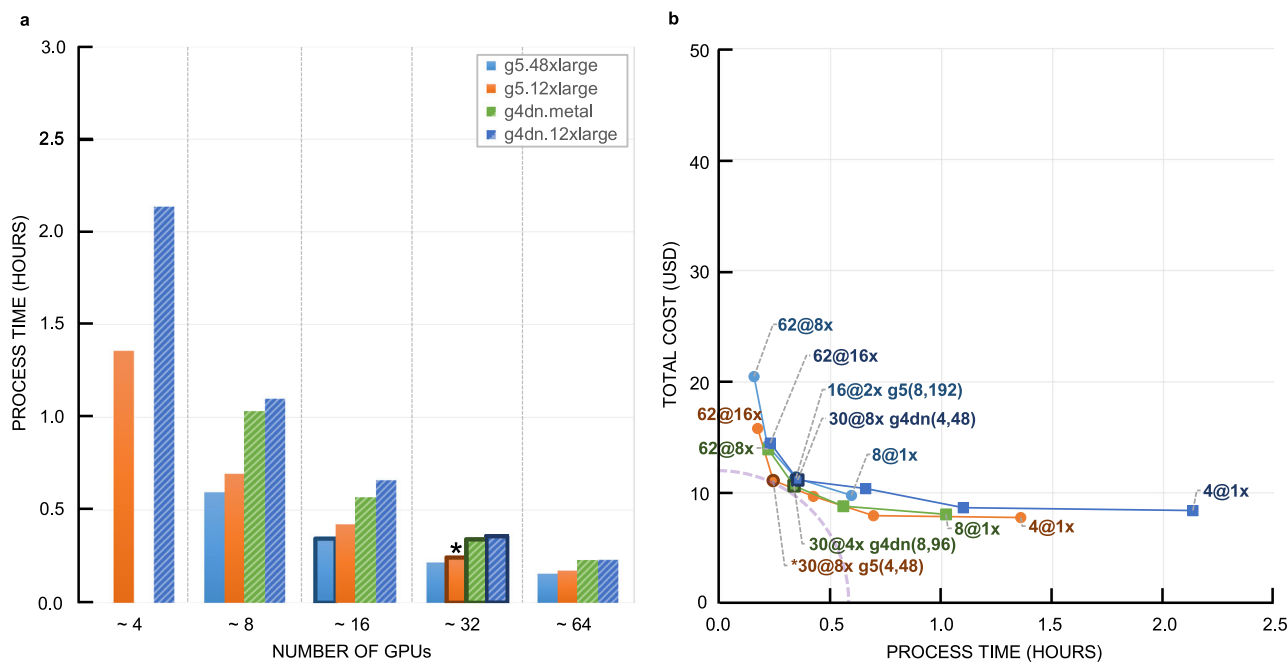 a
3.0
2.5
2.0
1.5
1.0
0.5
0.0
PROCESS TIME (HOURS)
g5.48xlarge
g5.12xlarge
g4dn.metal
g4dn.12xlarge
*
~ 4
~ 8
~ 16
~ 32
~ 64
NUMBER OF GPUs
b
50
40
30
20
10
0
TOTAL COST (USD)
62@8x
62@16x
16@2x g5(8,192)
62@16x
30@8x g4dn(4,48)
62@8x
8@1x
4@1x
8@1x
4@1x
30@4x g4dn(8,96)
*30@8x g5(4,48)
0.0
0.5
1.0
1.5
2.0
2.5
PROCESS TIME (HOURS)